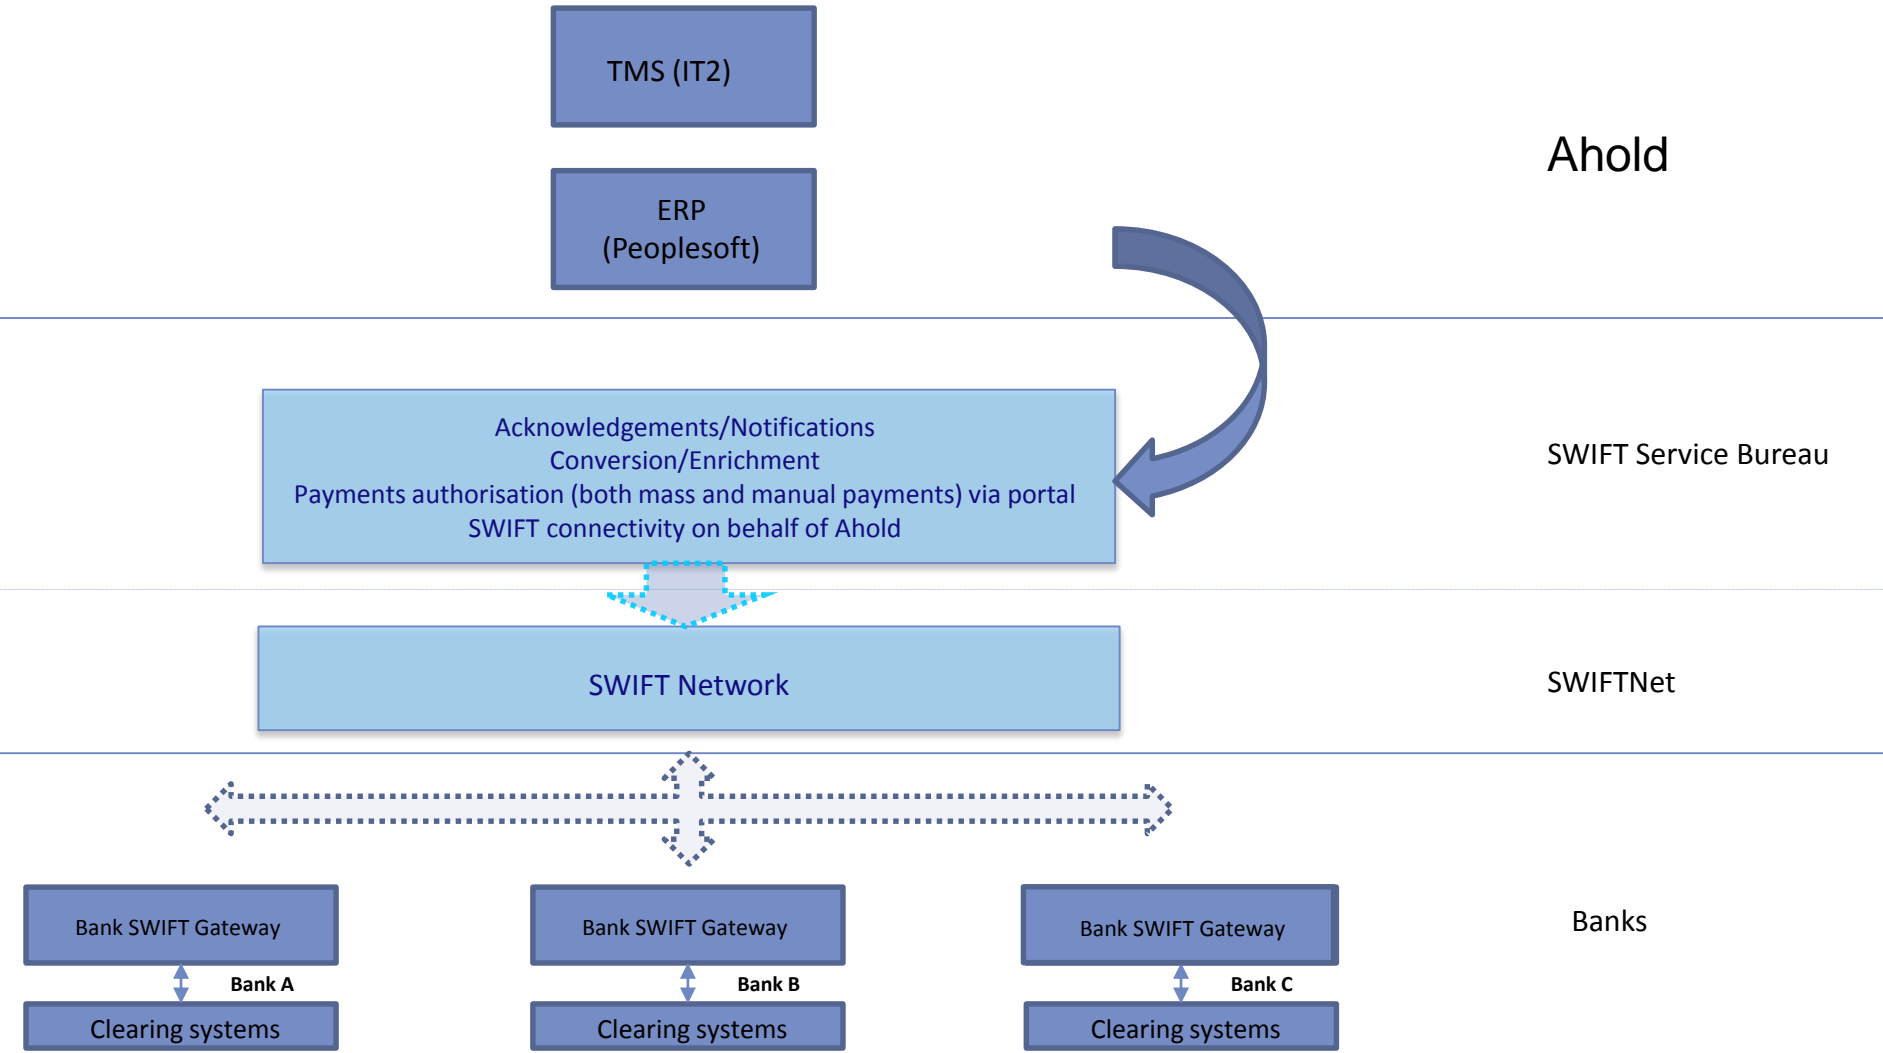 TMS (IT2)
Ahold
ERP
(Peoplesoft)
Acknowledgements/Notifications
Conversion/Enrichment
Payments authorisation (both mass and manual payments) via portal
SWIFT connectivity on behalf of Ahold
SWIFT Service Bureau
SWIFT Network
SWIFTNet
Bank SWIFT Gateway
Bank SWIFT Gateway
Bank SWIFT Gateway
Banks
Bank A
Bank B
Bank C
Clearing systems
Clearing systems
Clearing systems